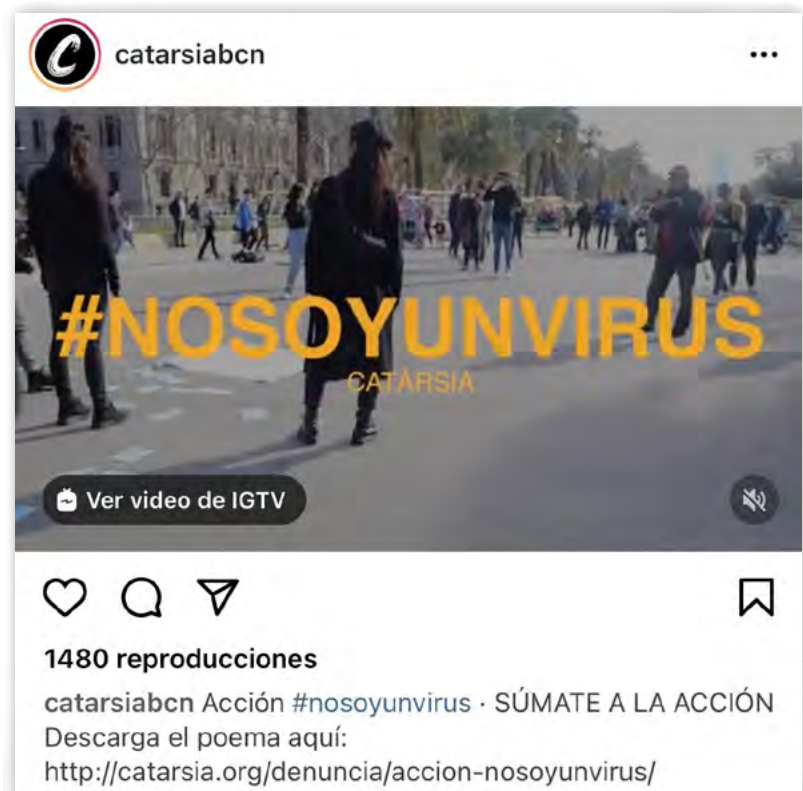 catarsiabcn
#NOSOYUNVIRUS
CATÀRSIA
Ver video de IGTV
1480 reproducciones
catarsiabcn Acción #nosoyunvirus · SÚMATE A LA ACCIÓN
Descarga el poema aquí:
http://catarsia.org/denuncia/accion-nosoyunvirus/